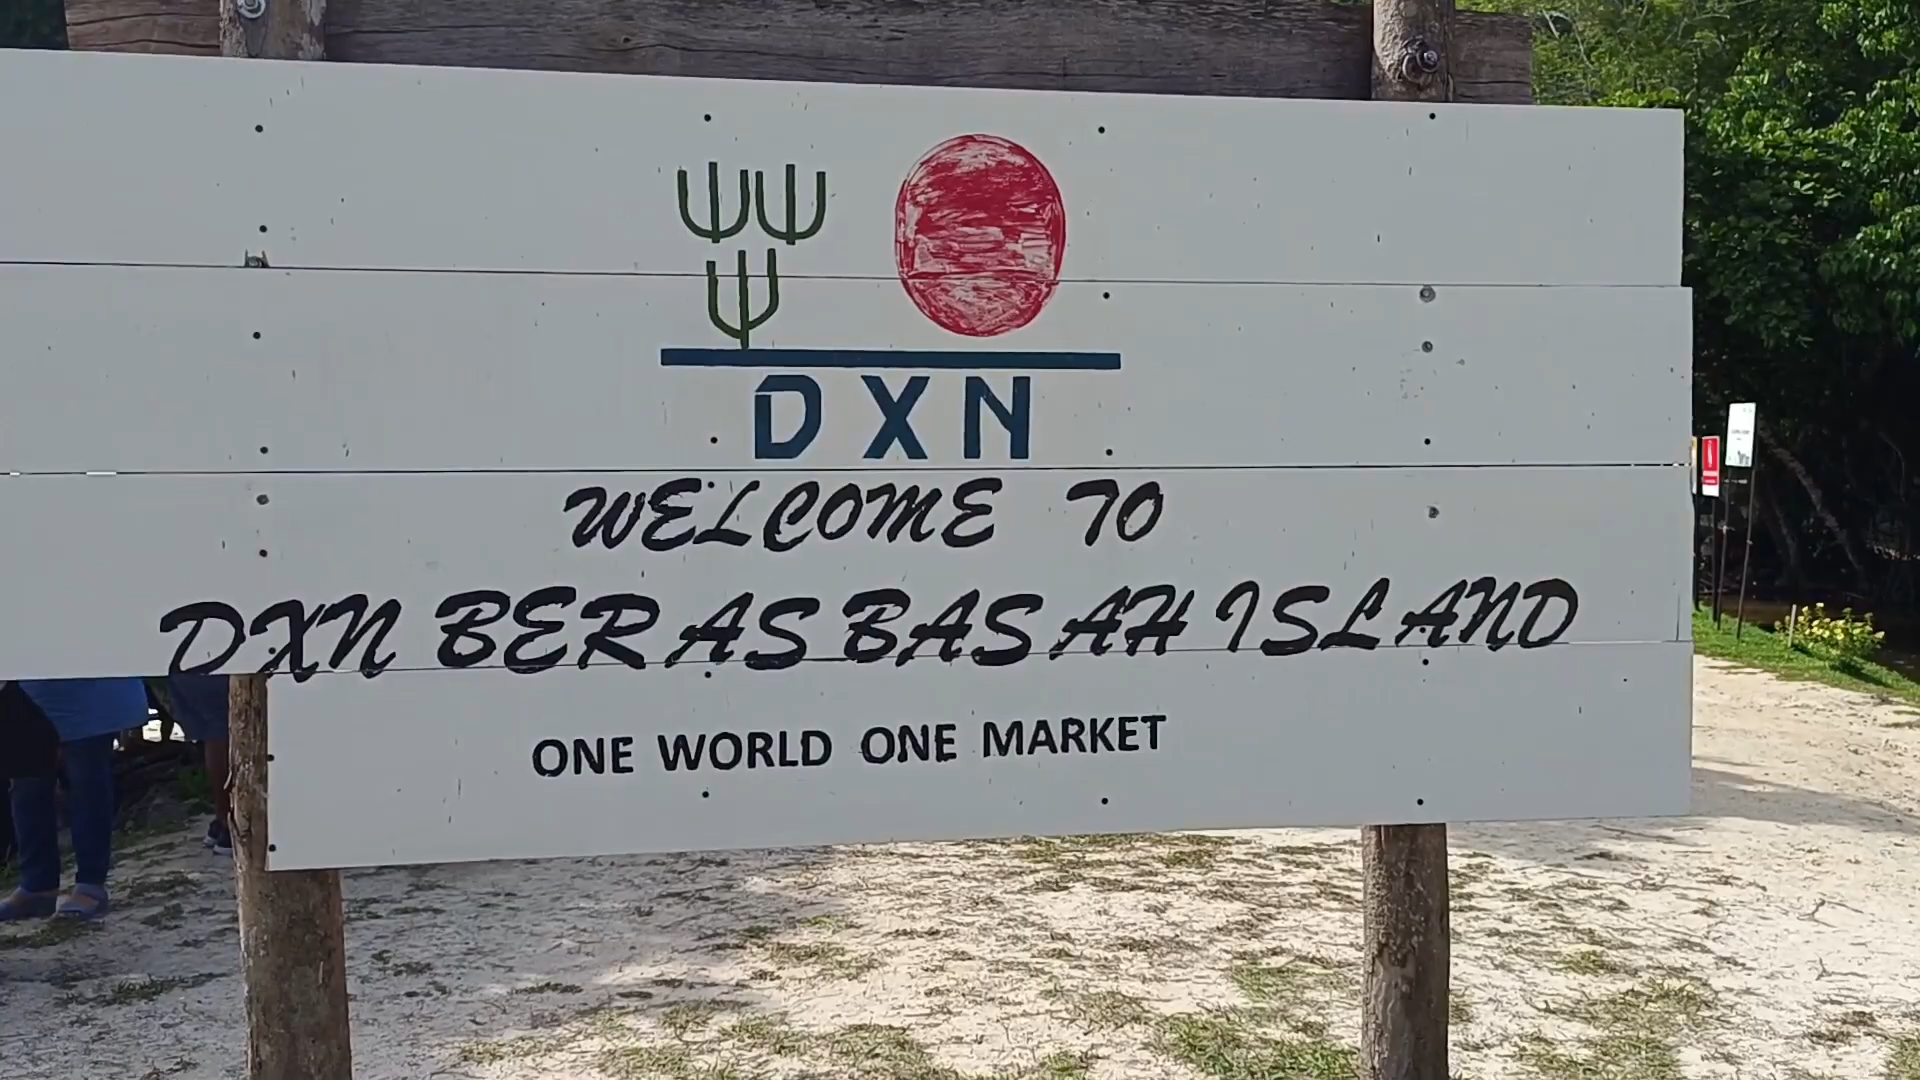 DXN
WELCOME TO
DXN BERAS BASAH ISLAND
ONE WORLD ONE MARKET